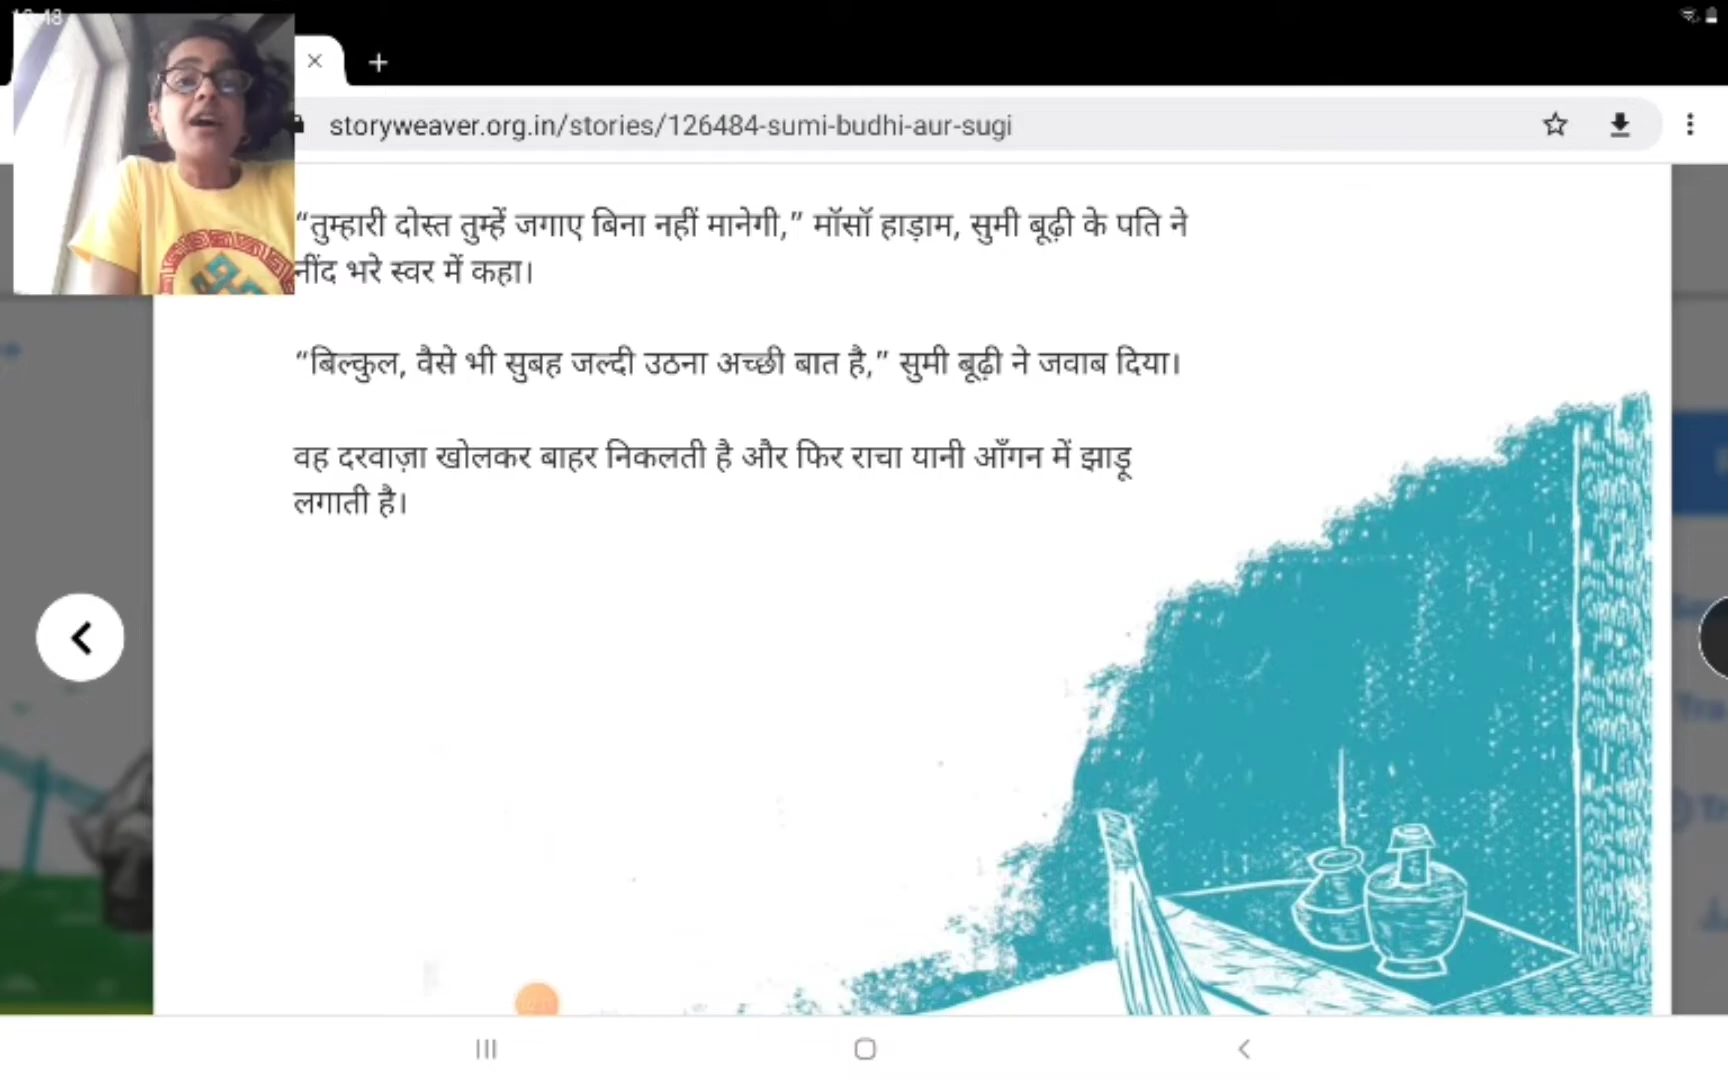 storyweaver.org.in/stories/126484-sumi-budhi-aur-sugi
“तुम्हारी दोस्त तुम्हें जगाए बिना नहीं मानेगी,” मॉसॉ हाड़ाम, सुमी बूढ़ी के पति ने
नींद भरे स्वर में कहा।
“बिल्कुल, वैसे भी सुबह जल्दी उठना अच्छी बात है,” सुमी बूढ़ी ने जवाब दिया।
वह दरवाज़ा खोलकर बाहर निकलती है और फिर राचा यानी आँगन में झाड़ू
लगाती है।